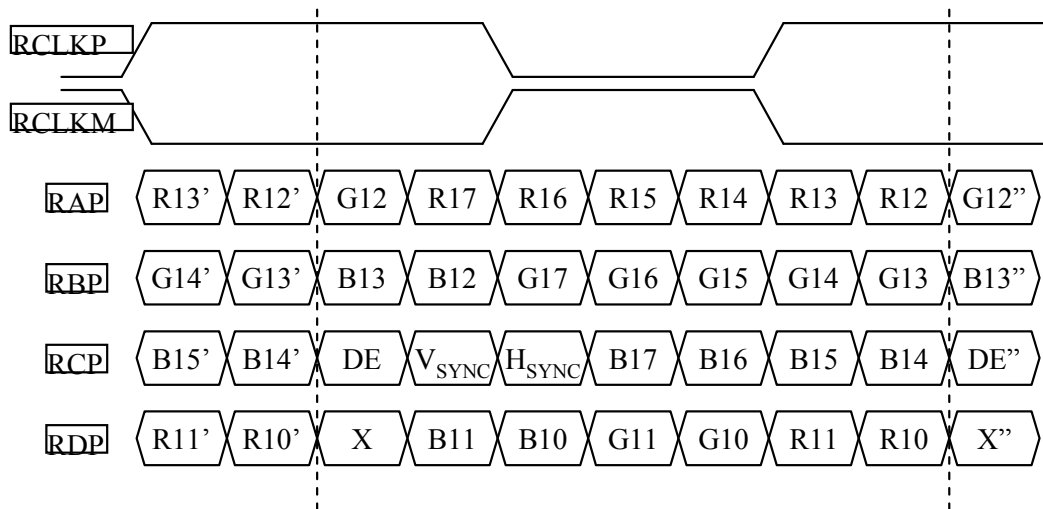 RCLKP
RCLKM
RAP R13’ R12’ G12 R17 R16 R15 R14 R13 R12 G12”
RBP G14’ G13’ B13 B12 G17 G16 G15 G14 G13 B13”
RCP B15’ B14’ DE VSYNC HSYNC B17 B16 B15 B14 DE”
RDP R11’ R10’ X B11 B10 G11 G10 R11 R10 X”